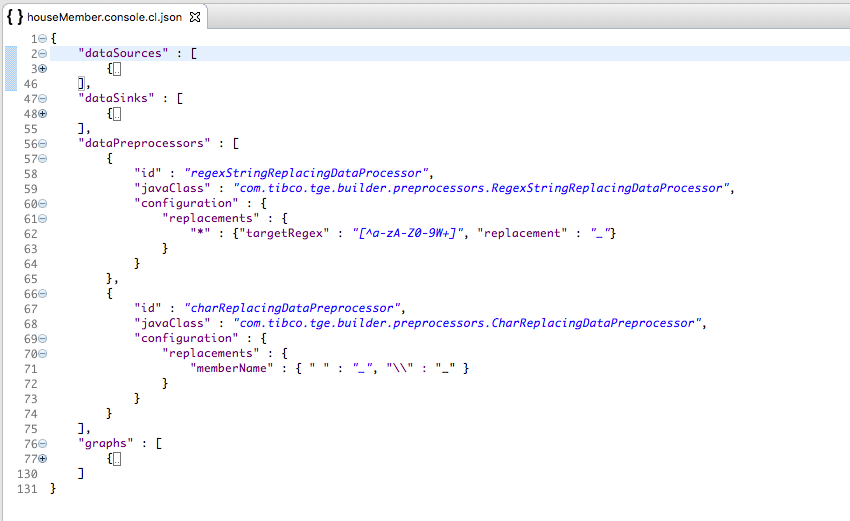 { } houseMember.console.cl.json
1 {
2 "dataSources" : [
3 {..
46 ],
47 "dataSinks" : [
48 {..
55 ],
56 "dataPreprocessors" : [
57 {
58 "id" : "regexStringReplacingDataProcessor",
59 "javaClass" : "com.tibco.tge.builder.preprocessors.RegexStringReplacingDataProcessor",
60 "configuration" : {
61 "replacements" : {
62 "*" : {"targetRegex" : "[^a-zA-Z0-9W+]", "replacement" : "_"}
63 }
64 }
65 },
66 {
67 "id" : "charReplacingDataPreprocessor",
68 "javaClass" : "com.tibco.tge.builder.preprocessors.CharReplacingDataPreprocessor",
69 "configuration" : {
70 "replacements" : {
71 "memberName" : { " " : "_", "\\" : "_" }
72 }
73 }
74 }
75 ],
76 "graphs" : [
77 {..
130 ]
131 }